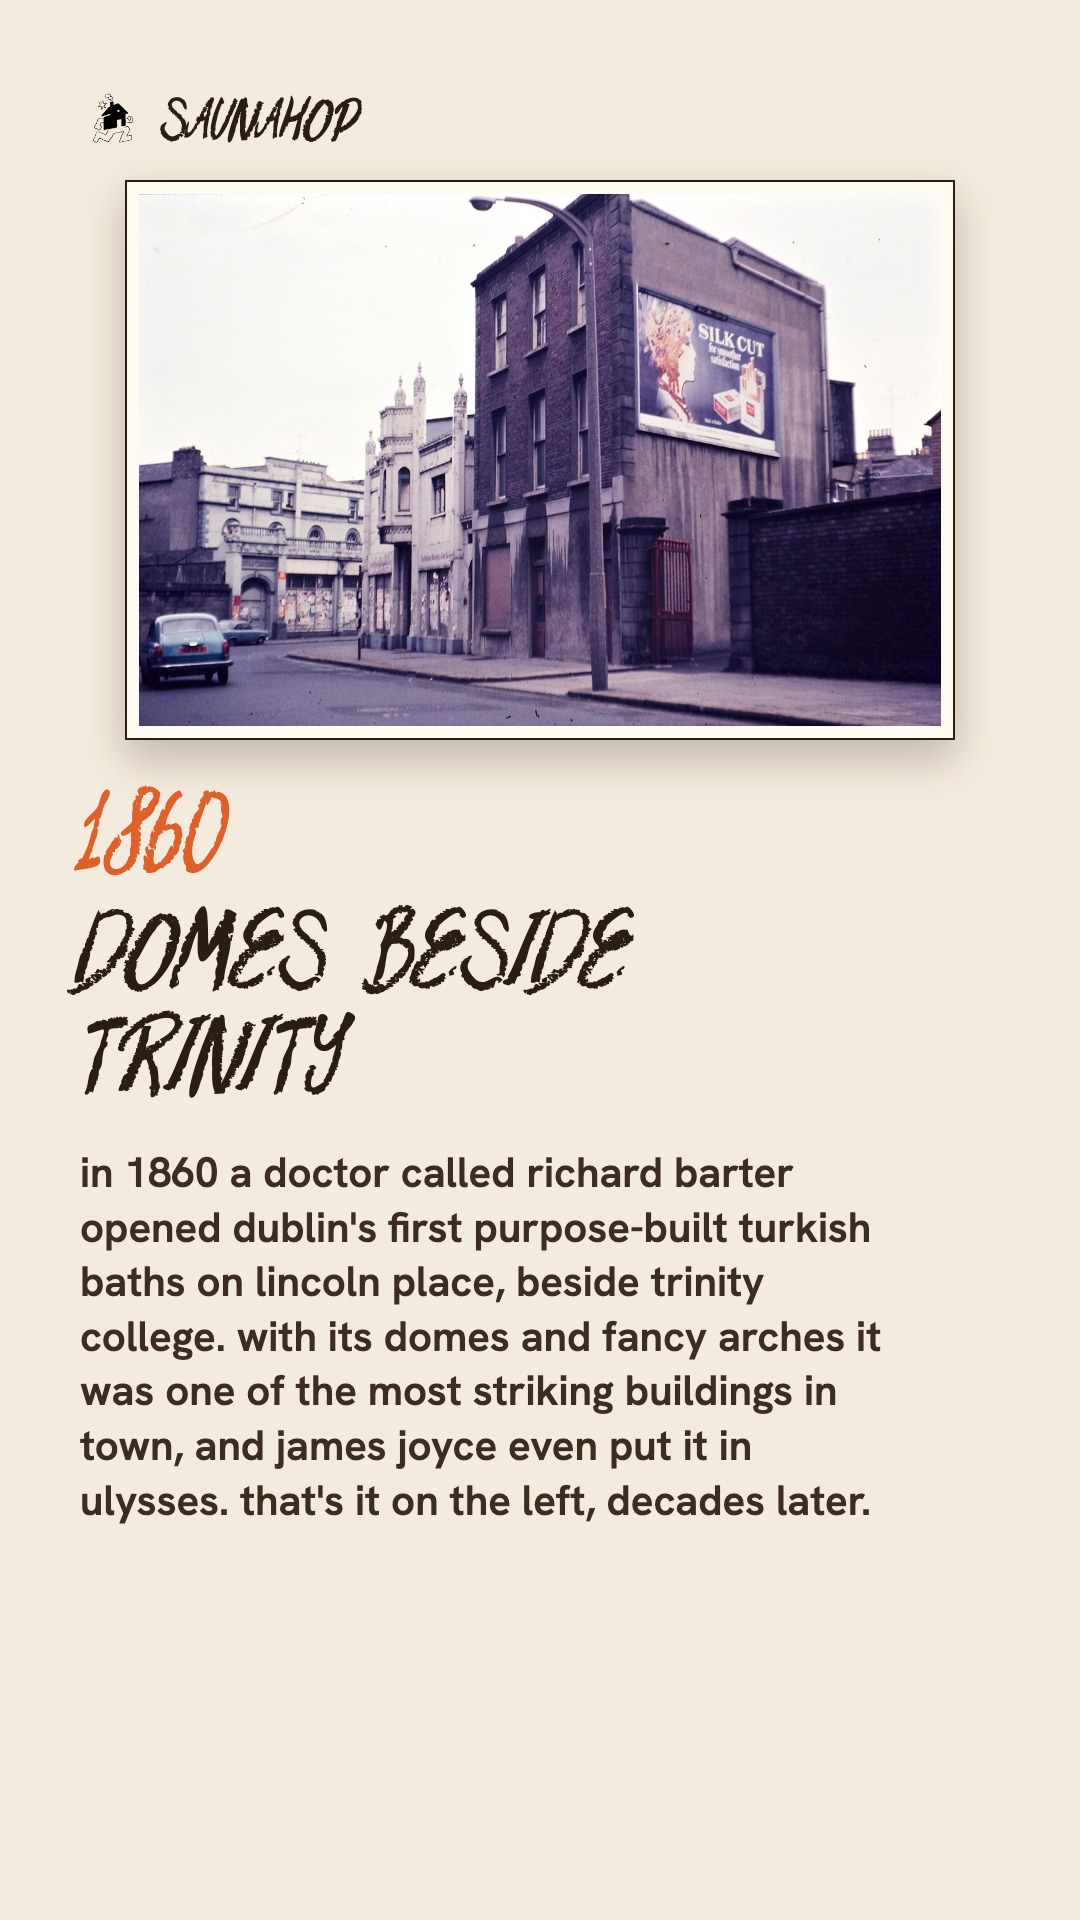 SAUNAHOP
SILK CUT
for smoother
satisfaction
1860
DOMES BESIDE
TRINITY
in 1860 a doctor called richard barter
opened dublin's first purpose-built turkish
baths on lincoln place, beside trinity
college. with its domes and fancy arches it
was one of the most striking buildings in
town, and james joyce even put it in
ulysses. that's it on the left, decades later.